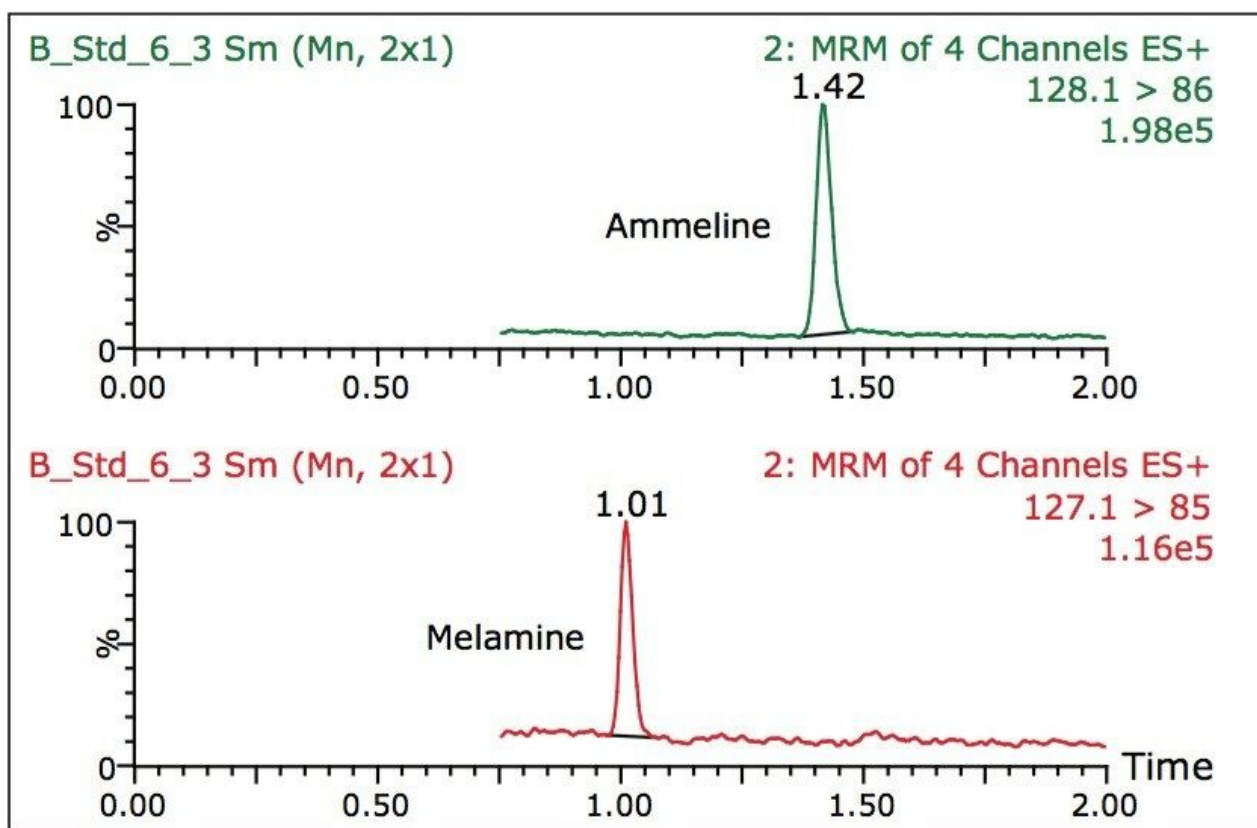 B_Std_6_3 Sm (Mn, 2x1)
2: MRM of 4 Channels ES+
128.1 > 86
1.98e5
1.42
100
%
Ammeline
0
0.00 0.50 1.00 1.50 2.00
B_Std_6_3 Sm (Mn, 2x1)
2: MRM of 4 Channels ES+
127.1 > 85
1.16e5
1.01
100
%
Melamine
0
Time
0.00 0.50 1.00 1.50 2.00